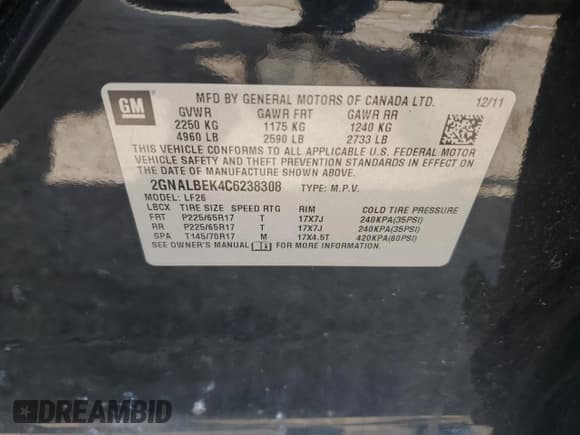 GM
MFD BY GENERAL MOTORS OF CANADA LTD. 12/11
GVWR GAWR FRT GAWR RR
2250 KG 1175 KG 1240 KG
4960 LB 2590 LB 2733 LB
THIS VEHICLE CONFORMS TO ALL APPLICABLE U.S. FEDERAL MOTOR
VEHICLE SAFETY AND THEFT PREVENTION STANDARDS IN EFFECT ON
THE DATE OF MANUFACTURE SHOWN ABOVE.
2GNALBEK4C6238308 TYPE: M.P.V.
MODEL: LF26
LBCX TIRE SIZE SPEED RTG RIM COLD TIRE PRESSURE
FRT P225/65R17 T 17X7J 240KPA(35PSI)
RR P225/65R17 T 17X7J 240KPA(35PSI)
SPA T145/70R17 M 17X4.5T 420KPA(60PSI)
SEE OWNER'S MANUAL FOR MORE INFORMATION.
DREAMBID